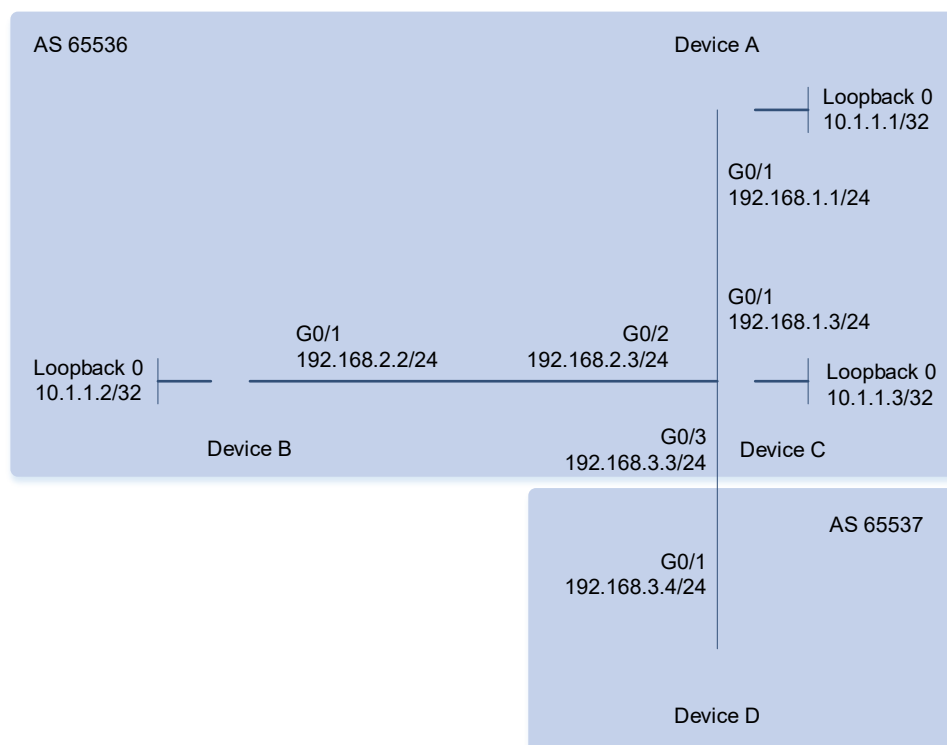 AS 65536
Device A
Loopback 0
10.1.1.1/32
G0/1
192.168.1.1/24
G0/1
192.168.1.3/24
G0/1
192.168.2.2/24
G0/2
192.168.2.3/24
Loopback 0
10.1.1.2/32
Loopback 0
10.1.1.3/32
Device B
G0/3
192.168.3.3/24
Device C
AS 65537
G0/1
192.168.3.4/24
Device D